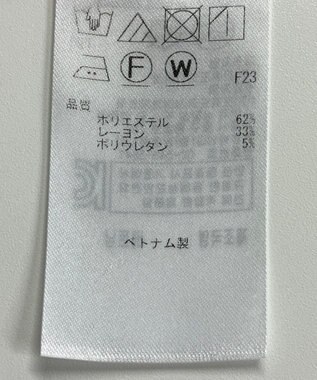 F W
F23
品質
ポリエステル 62%
レーヨン 33%
ポリウレタン 5%
ベトナム製